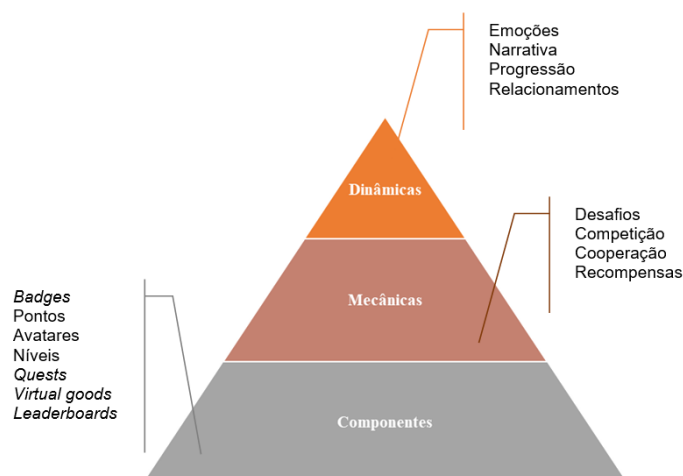 Emoções
Narrativa
Progressão
Relacionamentos
Dinâmicas
Desafios
Competição
Cooperação
Recompensas
Mecânicas
Badges
Pontos
Avatares
Níveis
Quests
Virtual goods
Leaderboards
Componentes